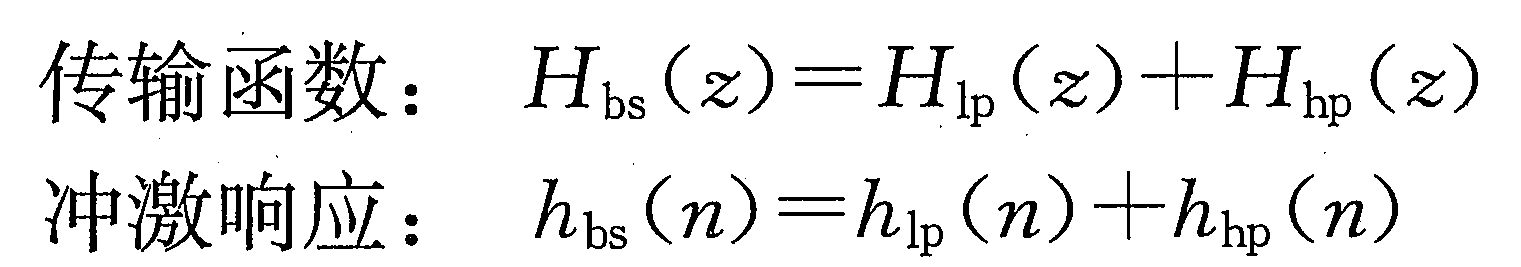 传输函数： H_bs(z)=H_lp(z)+H_hp(z)
冲激响应： h_bs(n)=h_lp(n)+h_hp(n)